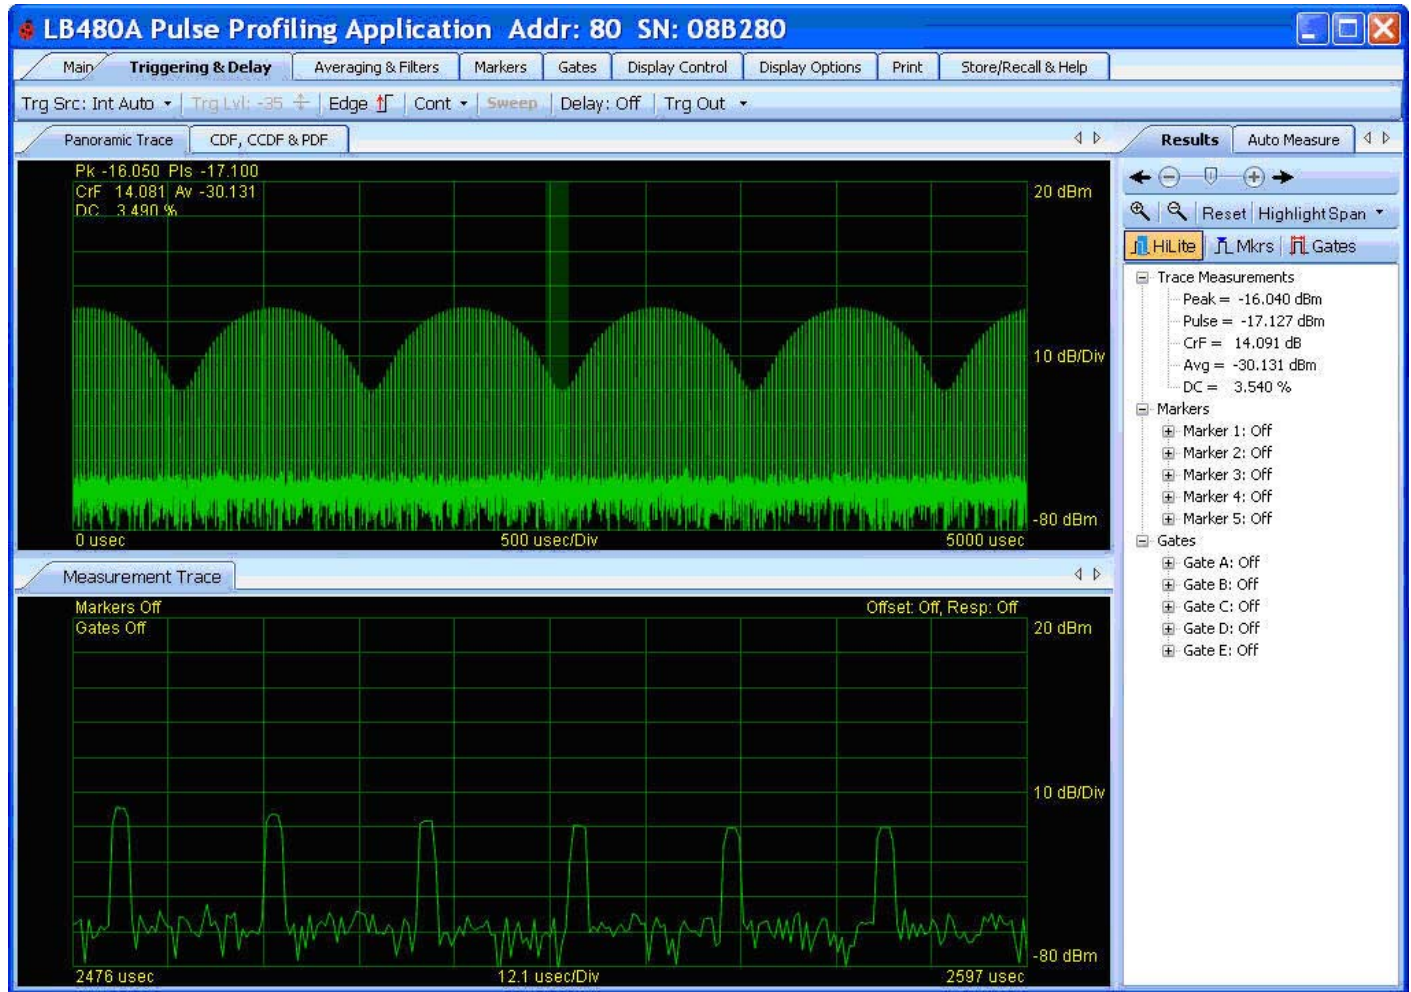 LB480A Pulse Profiling Application Addr: 80 SN: 08B280
Main Triggering & Delay Averaging & Filters Markers Gates Display Control Display Options Print Store/Recall & Help
Trg Src: Int Auto Trg Lvl: -35 Edge Cont Sweep Delay: Off Trg Out
Panoramic Trace CDF, CCDF & PDF
Pk -16.050 Pls -17.100
CrF 14.081 Av -30.131
DC 3.490 %
20 dBm
10 dB/Div
-80 dBm
0 usec 500 usec/Div 5000 usec
Measurement Trace
Markers Off Offset: Off, Resp: Off
Gates Off
20 dBm
10 dB/Div
-80 dBm
2476 usec 12.1 usec/Div 2597 usec
Results Auto Measure
Reset Highlight Span
HiLite Mkrs Gates
Trace Measurements
Peak = -16.040 dBm
Pulse = -17.127 dBm
CrF = 14.091 dB
Avg = -30.131 dBm
DC = 3.540 %
Markers
Marker 1: Off
Marker 2: Off
Marker 3: Off
Marker 4: Off
Marker 5: Off
Gates
Gate A: Off
Gate B: Off
Gate C: Off
Gate D: Off
Gate E: Off